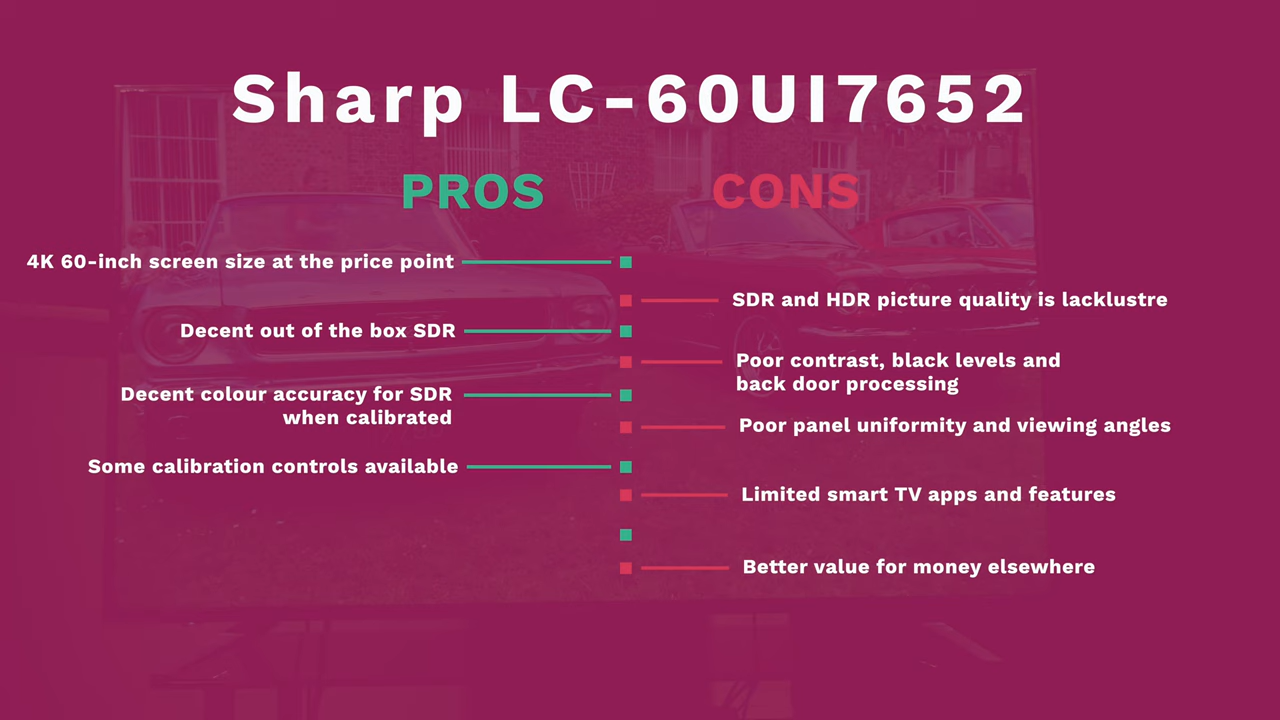 Sharp LC-60UI7652
PROS
4K 60-inch screen size at the price point
Decent out of the box SDR
Decent colour accuracy for SDR
when calibrated
Some calibration controls available
CONS
SDR and HDR picture quality is lacklustre
Poor contrast, black levels and
back door processing
Poor panel uniformity and viewing angles
Limited smart TV apps and features
Better value for money elsewhere